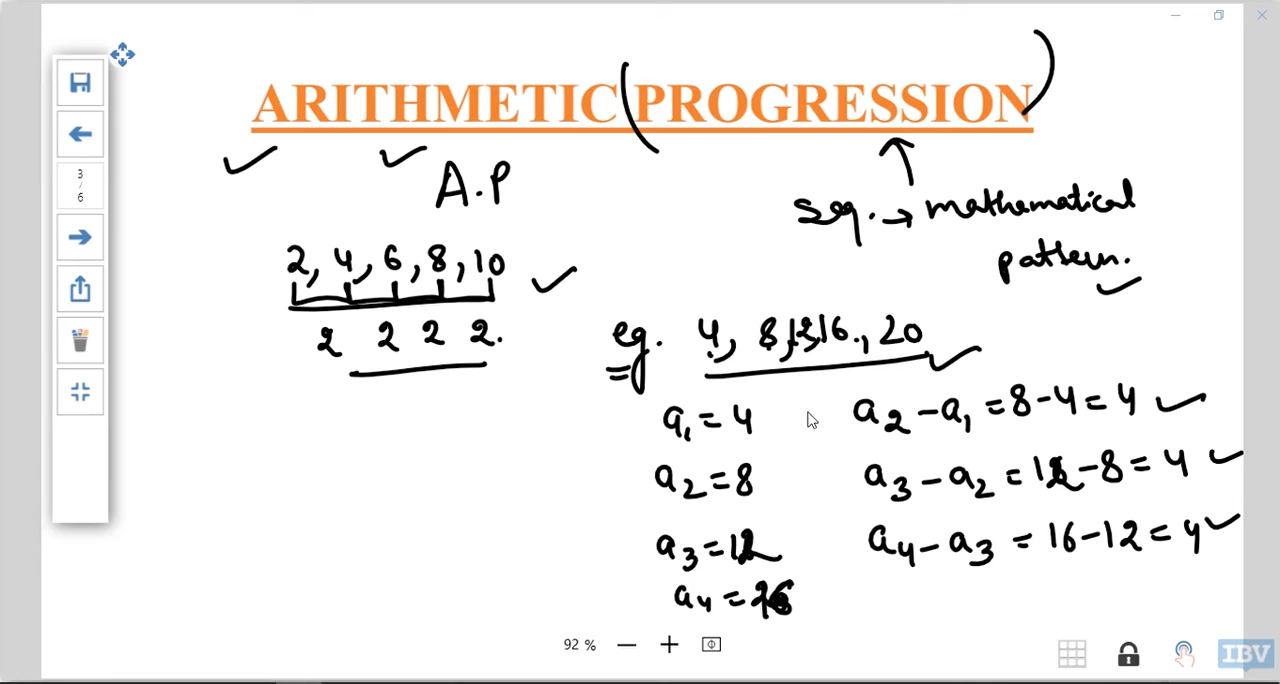 ARITHMETIC (PROGRESSION)
A.P
seq. → mathematical
pattern.
2, 4, 6, 8, 10
2 2 2 2.
eg. 4, 8, 12, 16, 20
a₁ = 4
a₂ - a₁ = 8 - 4 = 4
a₂ = 8
a₃ - a₂ = 12 - 8 = 4
a₃ = 12
a₄ - a₃ = 16 - 12 = 4
a₄ = 16
3
/
6
92 %
IBV